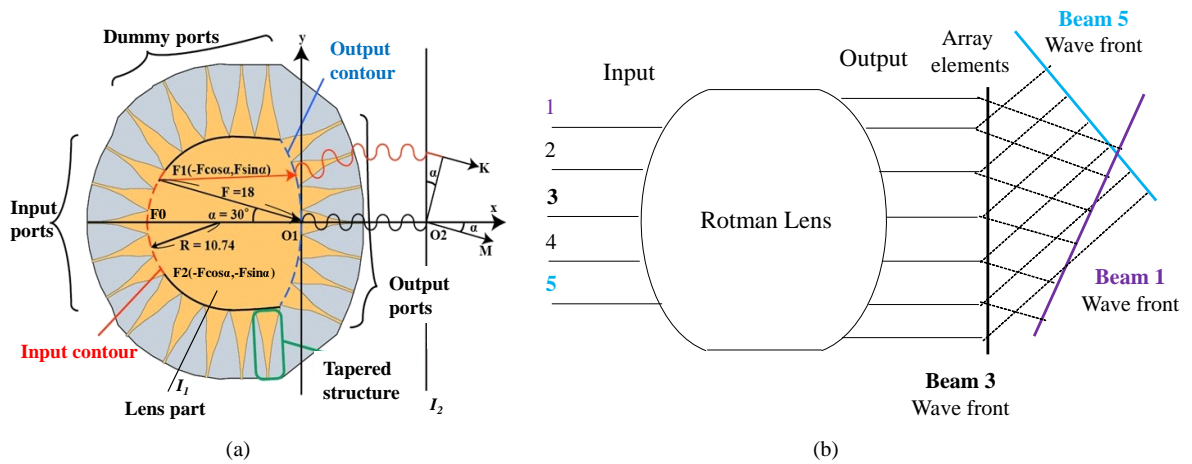 Dummy ports
y
Output
contour
Input
ports
F1(-Fcosα,Fsinα)
F =18
α = 30°
F0
R = 10.74
O1
F2(-Fcosα,-Fsinα)
α
K
x
O2
α
M
Output
ports
Input contour
I1
Lens part
Tapered
structure
I2
(a)
Input
1
2
3
4
5
Rotman Lens
Output
Array
elements
Beam 5
Wave front
Beam 1
Wave front
Beam 3
Wave front
(b)